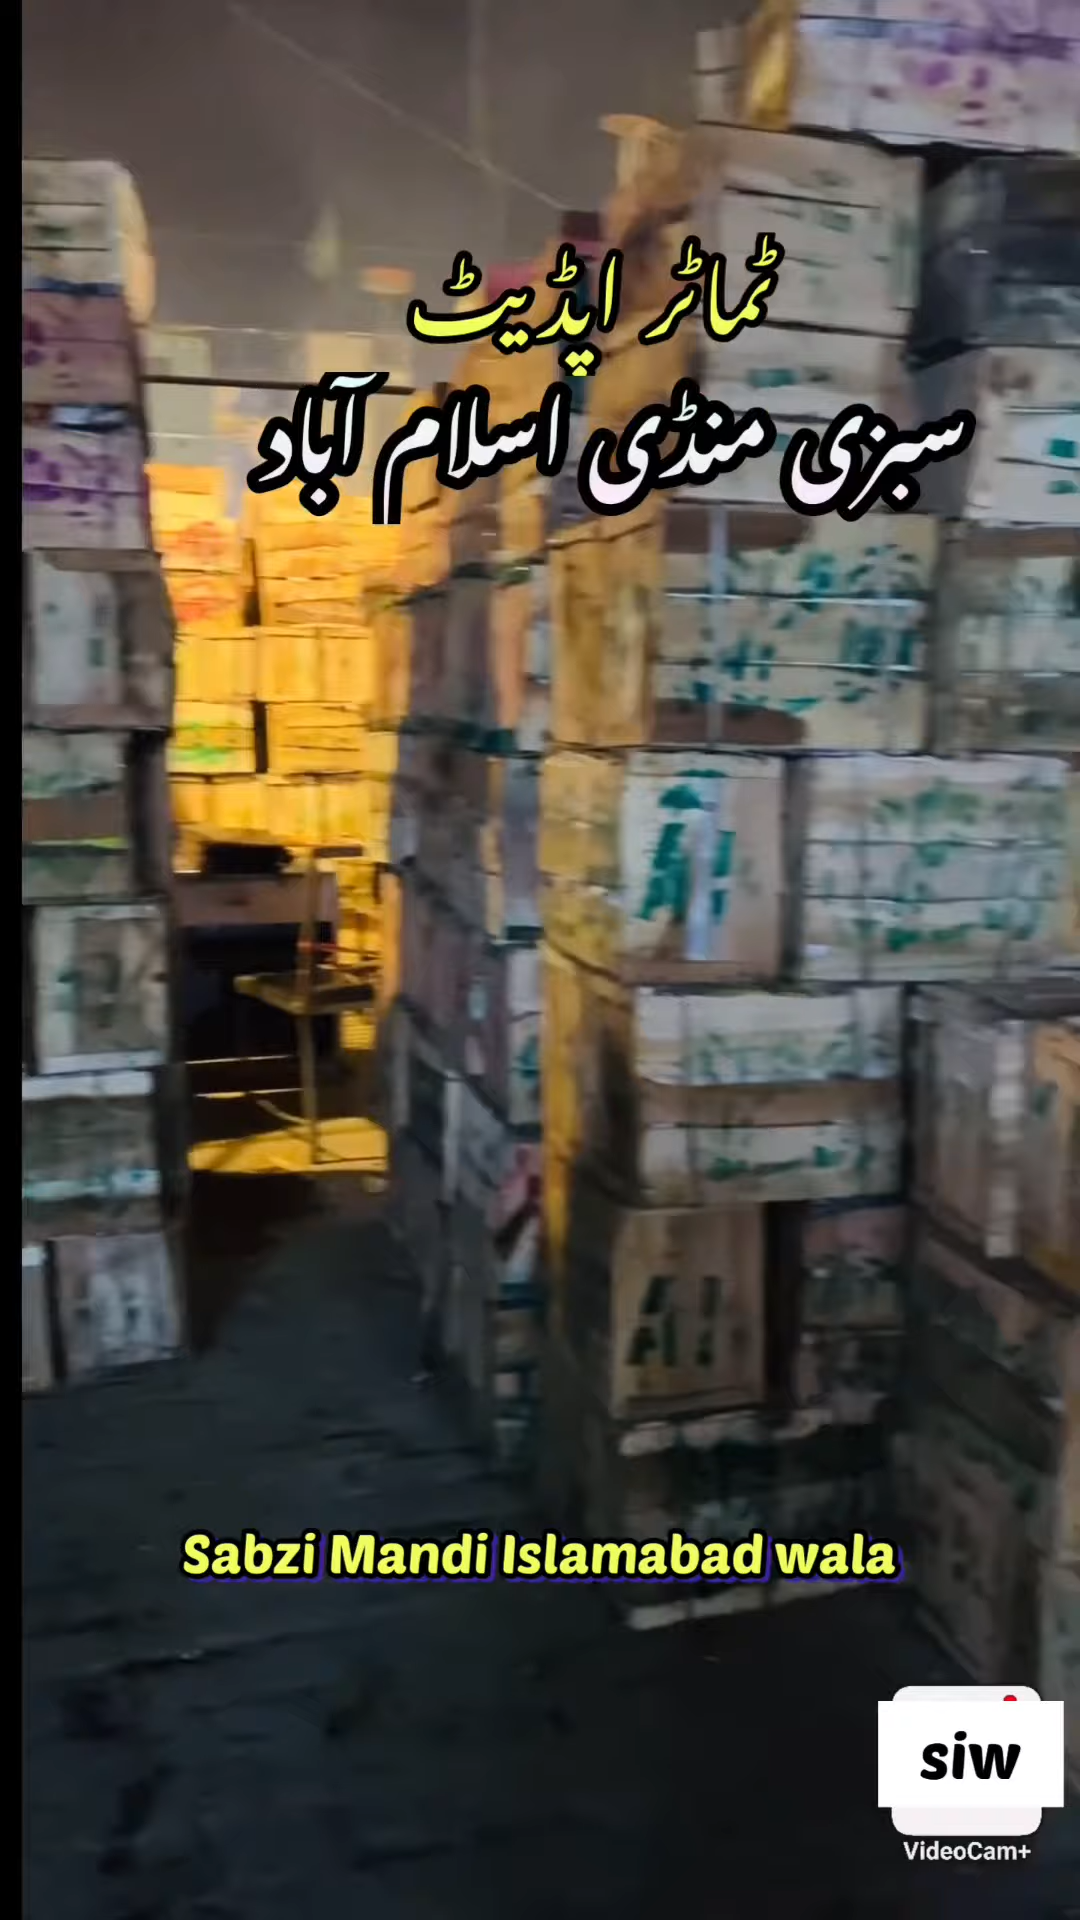 ٹماٹر اپڈیٹ
سبزی منڈی اسلام آباد
Sabzi Mandi Islamabad wala
siw
VideoCam+